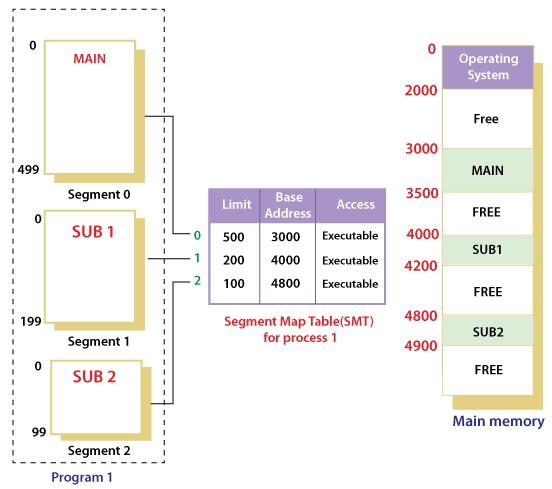 0
MAIN
499
Segment 0
0
SUB 1
199
Segment 1
0
SUB 2
99
Segment 2
Program 1
Limit Base Address Access
0 500 3000 Executable
1 200 4000 Executable
2 100 4800 Executable
Segment Map Table(SMT)
for process 1
0
Operating
System
2000
Free
3000
MAIN
3500
FREE
4000
SUB1
4200
FREE
4800
SUB2
4900
FREE
Main memory